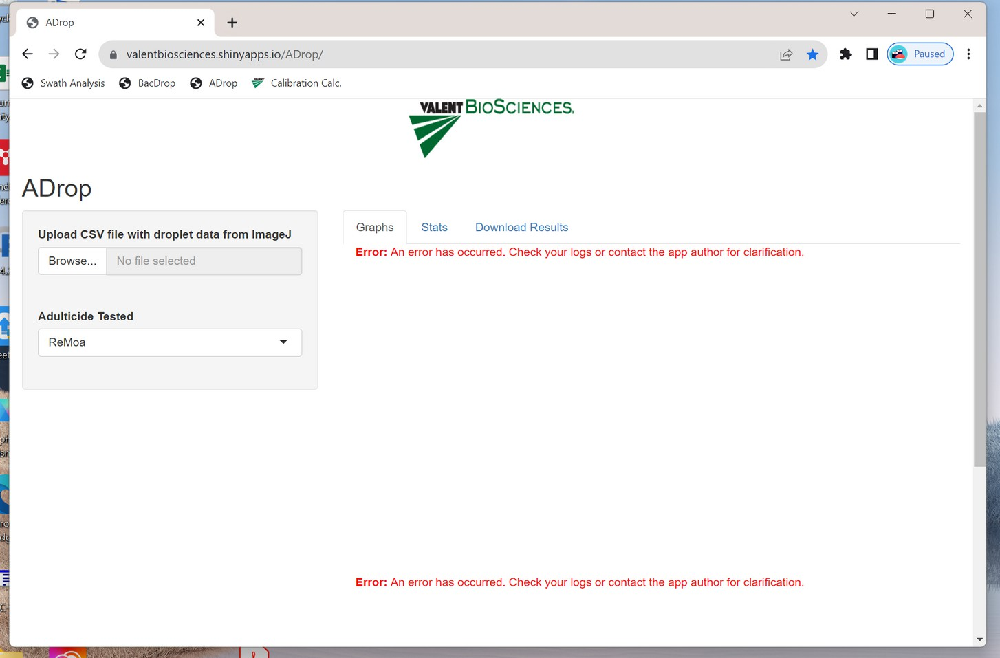 ADrop
valentbiosciences.shinyapps.io/ADrop/
Paused
Swath Analysis
BacDrop
ADrop
Calibration Calc.
VALENT BIOSCIENCES®
ADrop
Upload CSV file with droplet data from ImageJ
Browse...
No file selected
Adulticide Tested
ReMoa
Graphs
Stats
Download Results
Error: An error has occurred. Check your logs or contact the app author for clarification.
Error: An error has occurred. Check your logs or contact the app author for clarification.